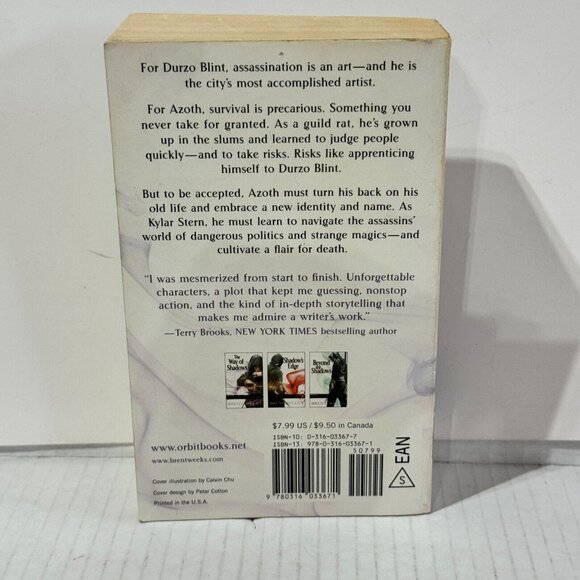 For Durzo Blint, assassination is an art—and he is
the city's most accomplished artist.
For Azoth, survival is precarious. Something you
never take for granted. As a guild rat, he's grown
up in the slums and learned to judge people
quickly—and to take risks. Risks like apprenticing
himself to Durzo Blint.
But to be accepted, Azoth must turn his back on his
old life and embrace a new identity and name. As
Kylar Stern, he must learn to navigate the assassins'
world of dangerous politics and strange magics—and
cultivate a flair for death.
"I was mesmerized from start to finish. Unforgettable
characters, a plot that kept me guessing, nonstop
action, and the kind of in-depth storytelling that
makes me admire a writer's work."
—Terry Brooks, NEW YORK TIMES bestselling author
The Way of
Shadows
Shadow's
Edge
Beyond
the Shadows
$7.99 US / $9.50 in Canada
ISBN-10: 0-316-03367-7
ISBN-13: 978-0-316-03367-1
50799
9 780316 033671
S
EAN
www.orbitbooks.net
www.brentweeks.com
Cover illustration by Calvin Chu
Cover design by Peter Cotton
Printed in the U.S.A.